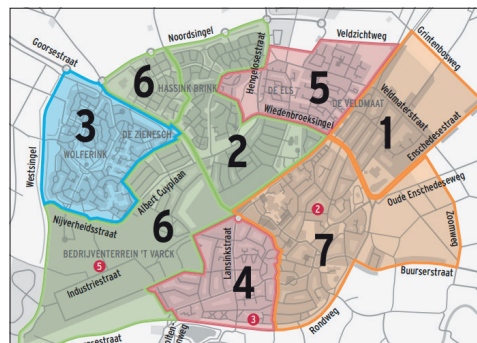 Goorsestraat
Noordsingel
Hengelosestraat
Veldzichtweg
Grintenbosweg
6
HASSINK BRINK
DE ELS
5
DE VELDMAAT
Veldmaterstraat
1
Enschedesestraat
3
DE ZIENESCH
WOLFERINK
2
Wiedenbroeksingel
Westsingel
Albert Cuyplaan
6
Oude Enschedeseweg
2
Nijverheidsstraat
BEDRIJVENTERREIN 'T VARCK
5
Industriestraat
Lansinkstraat
7
Zoomweg
4
Buurserstraat
3
Rondweg